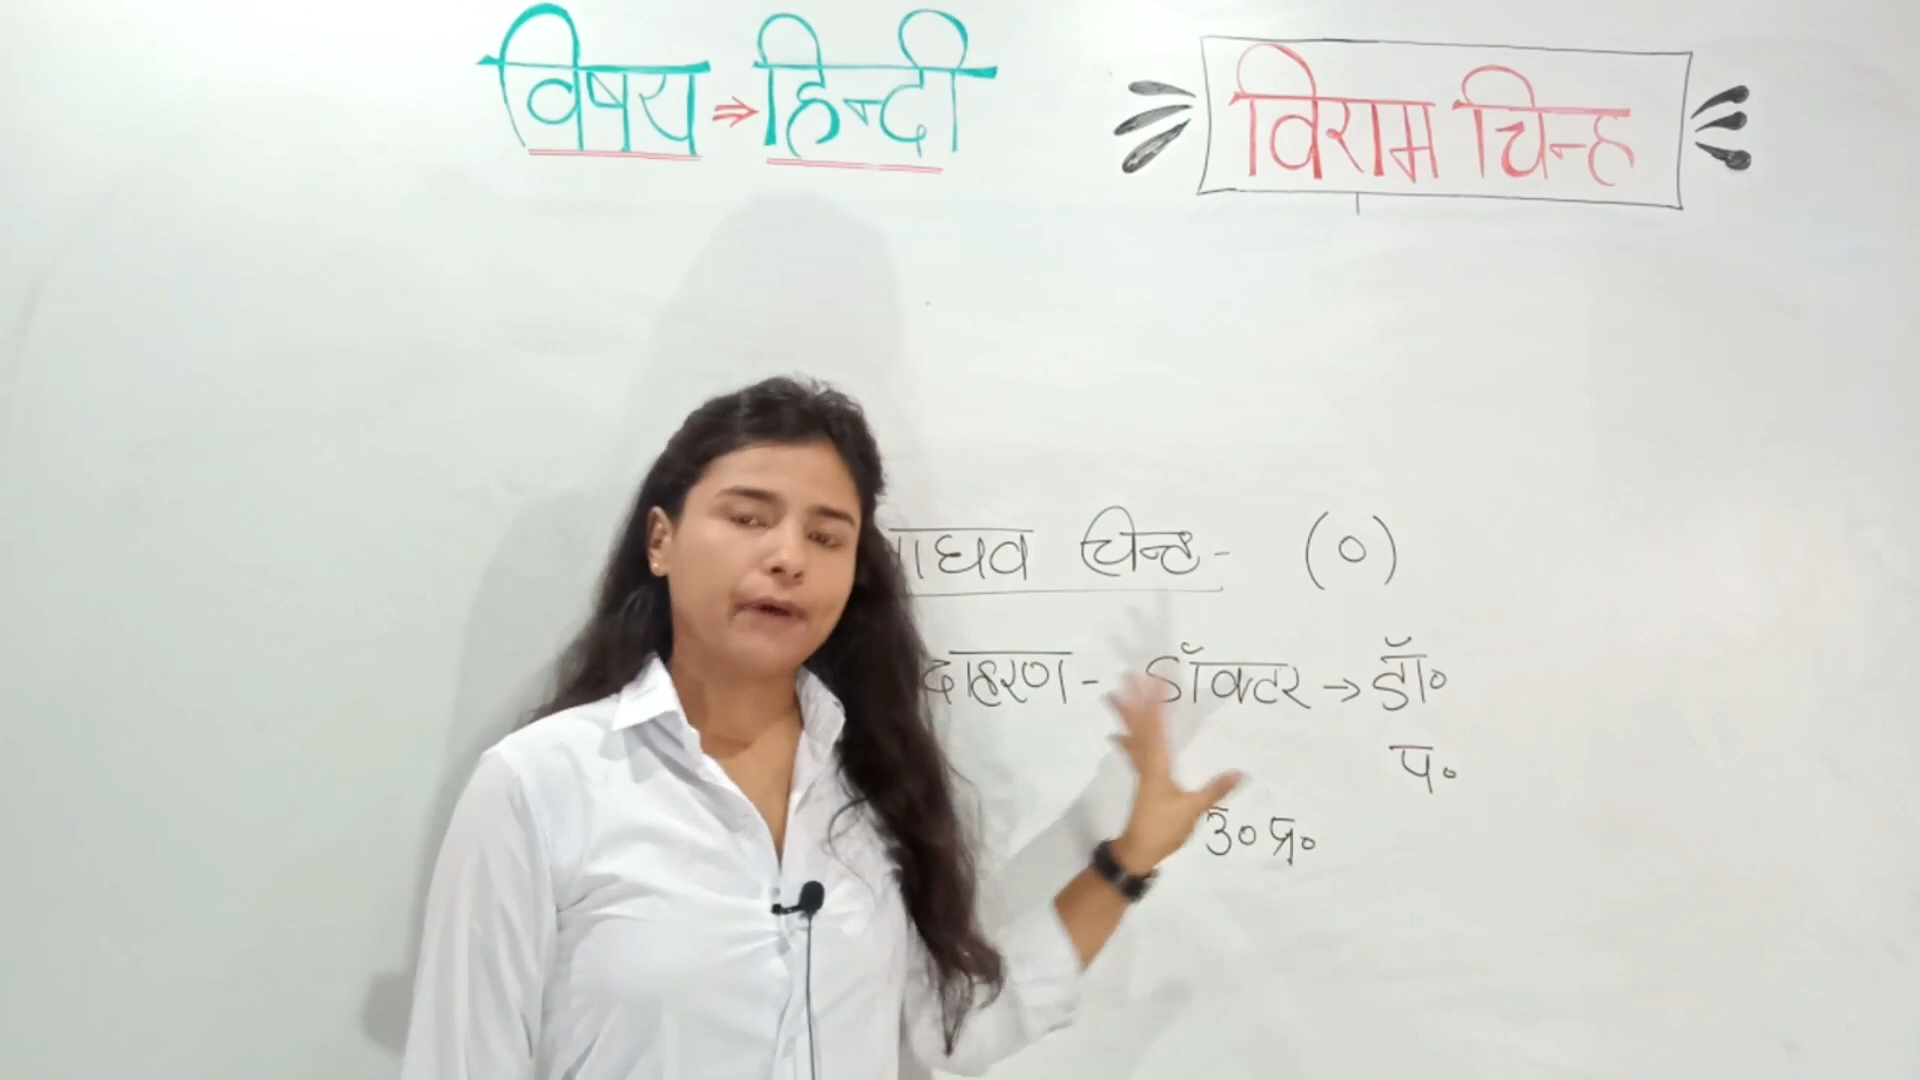 विषय ⇒ हिन्दी
विराम चिन्ह
ाघव चिन्ह - (०)
दाहरण - डॉक्टर → डॉ०
प०
उ० प्र०